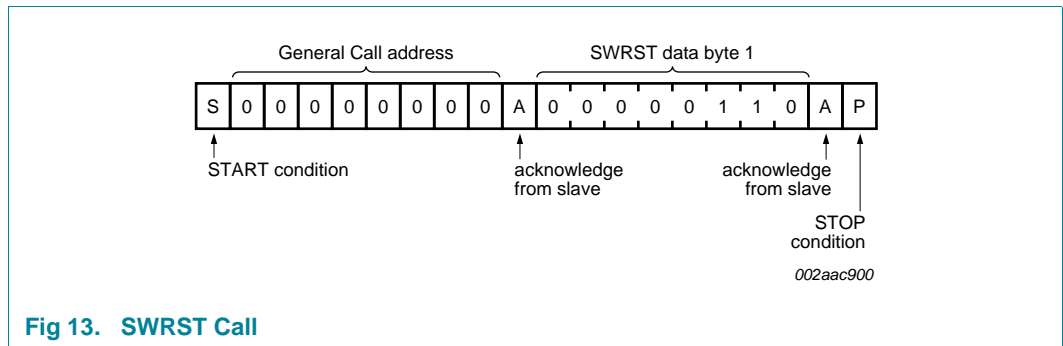 General Call address SWRST data byte 1
S 0 0 0 0 0 0 0 0 A 0 0 0 0 0 1 1 0 A P
START condition acknowledge acknowledge
from slave from slave
STOP
condition
002aac900
Fig 13. SWRST Call